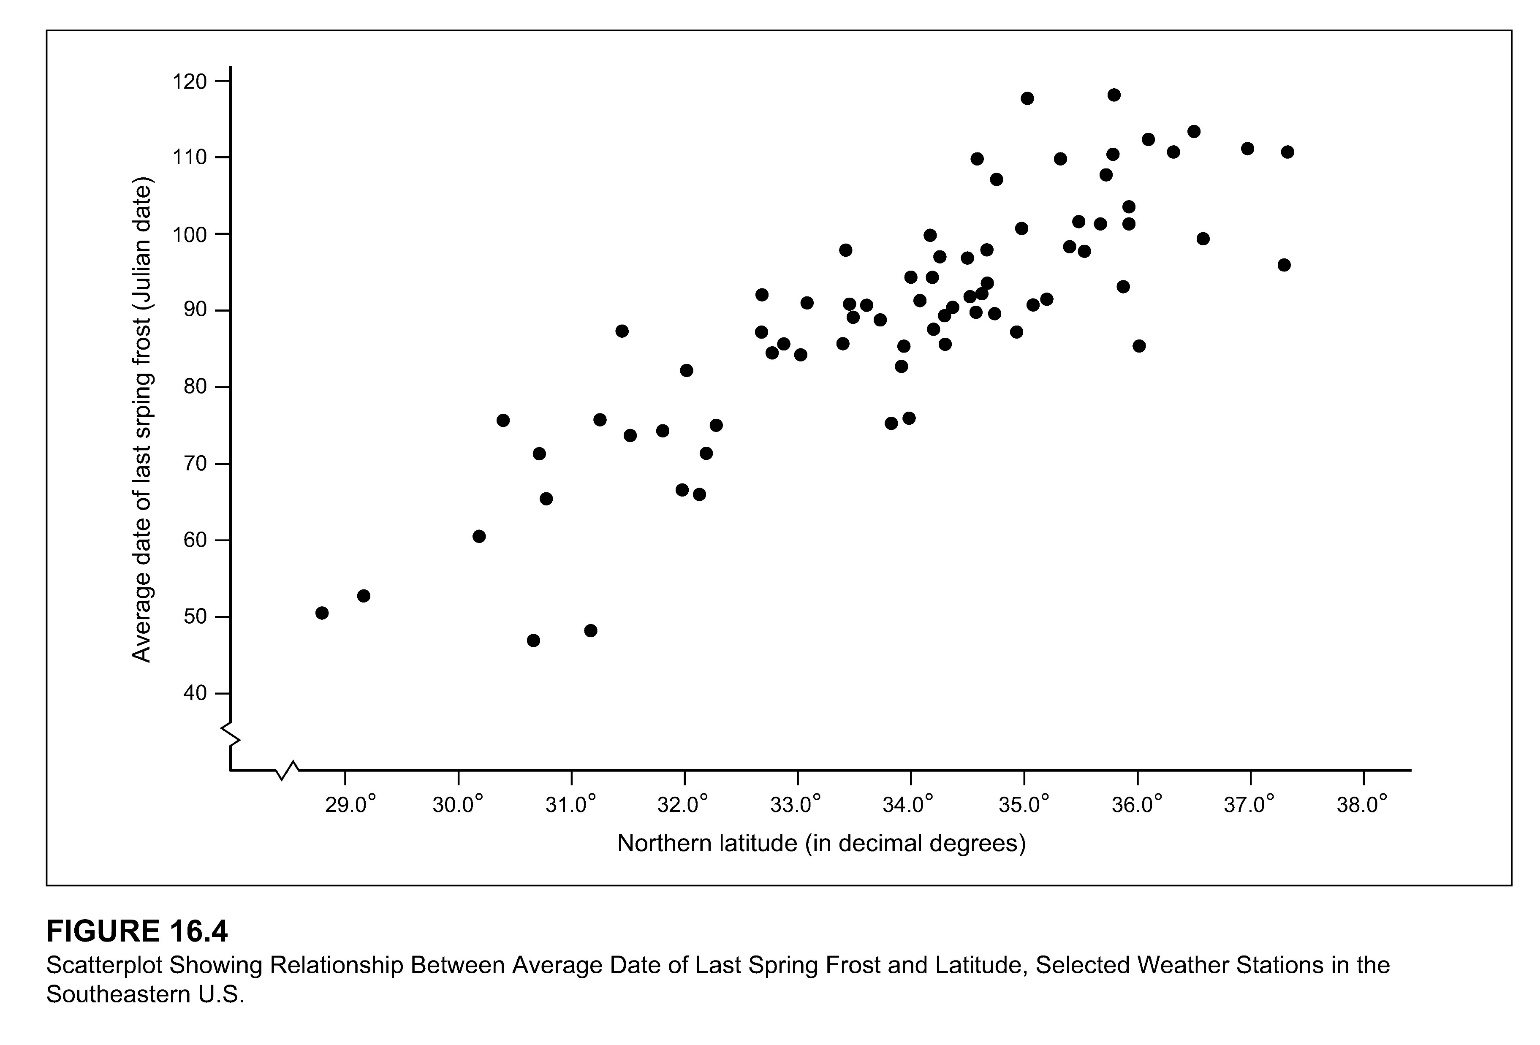 120
110
100
90
80
70
60
50
40
Average date of last srping frost (Julian date)
29.0° 30.0° 31.0° 32.0° 33.0° 34.0° 35.0° 36.0° 37.0° 38.0°
Northern latitude (in decimal degrees)
FIGURE 16.4
Scatterplot Showing Relationship Between Average Date of Last Spring Frost and Latitude, Selected Weather Stations in the
Southeastern U.S.